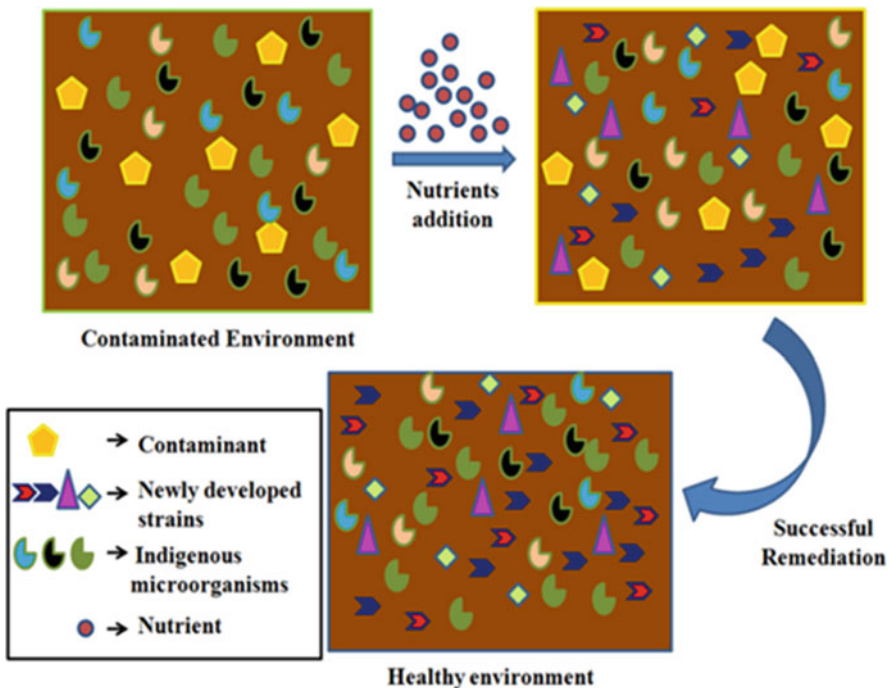 Nutrients
addition
Contaminated Environment
→ Contaminant
→ Newly developed
strains
→ Indigenous
microorganisms
→ Nutrient
Successful
Remediation
Healthy environment